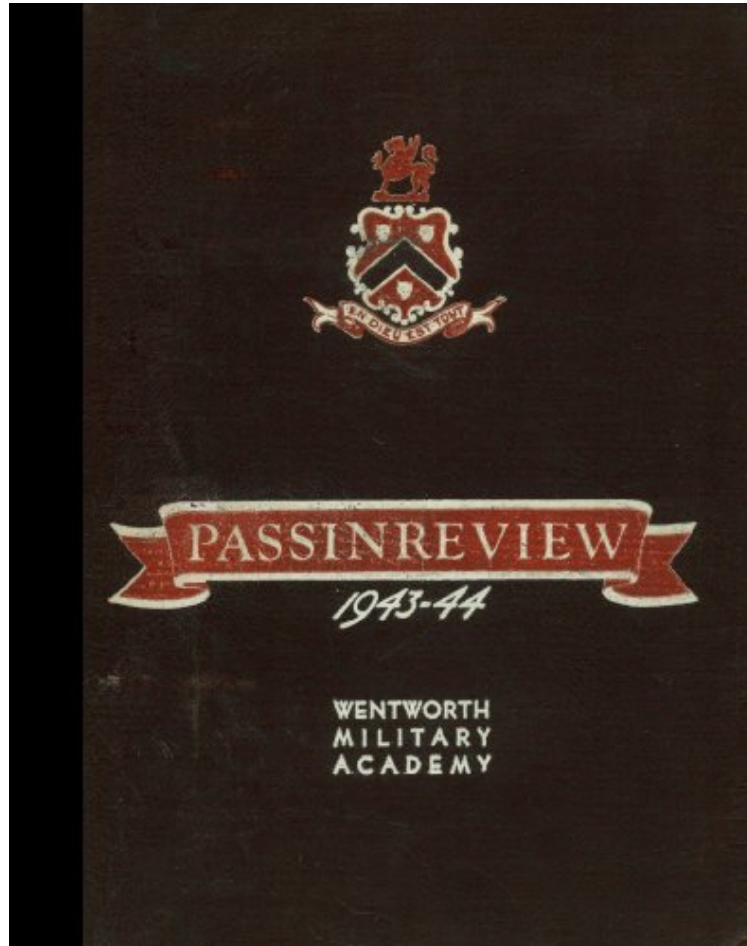 EN DIEU EST TOUT
PASSINREVIEW
1943-44
WENTWORTH
MILITARY
ACADEMY